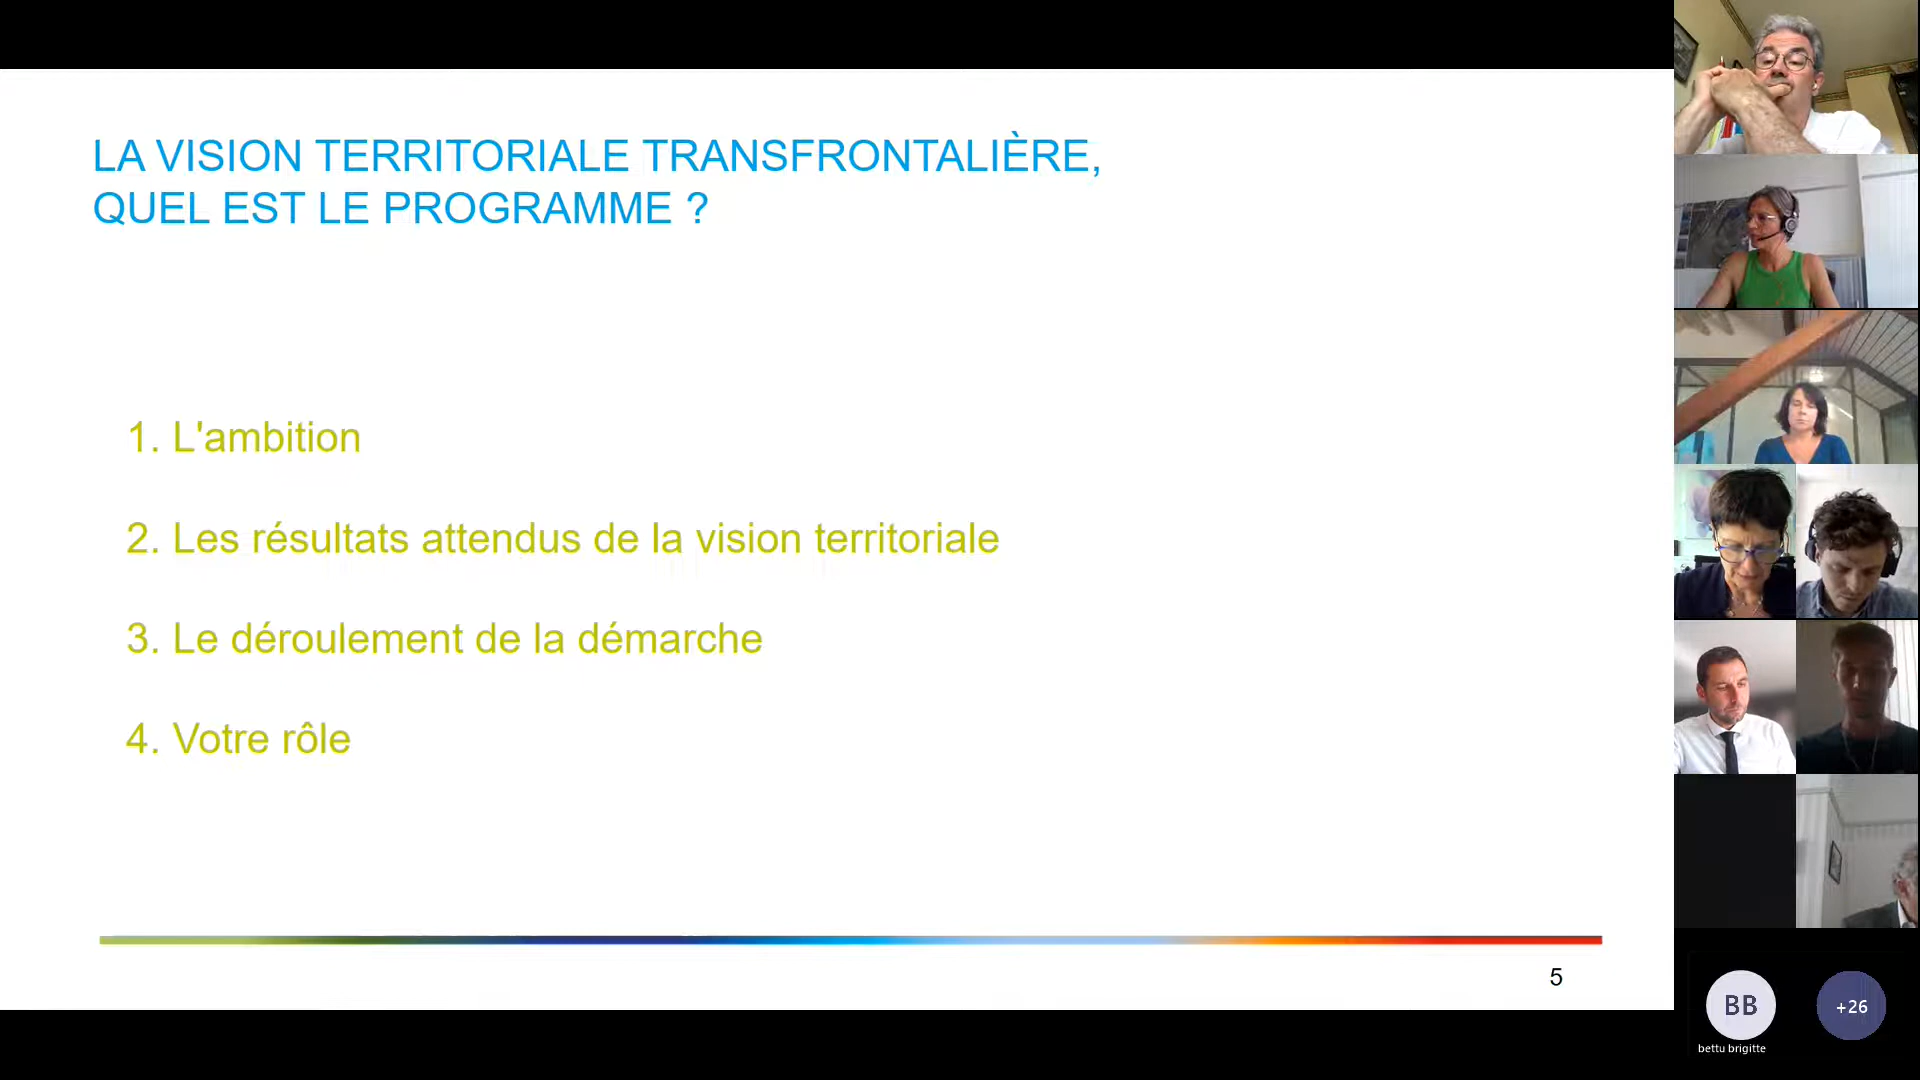 LA VISION TERRITORIALE TRANSFRONTALIÈRE,
QUEL EST LE PROGRAMME ?
1. L'ambition
2. Les résultats attendus de la vision territoriale
3. Le déroulement de la démarche
4. Votre rôle
5
BB
+26
bettu brigitte